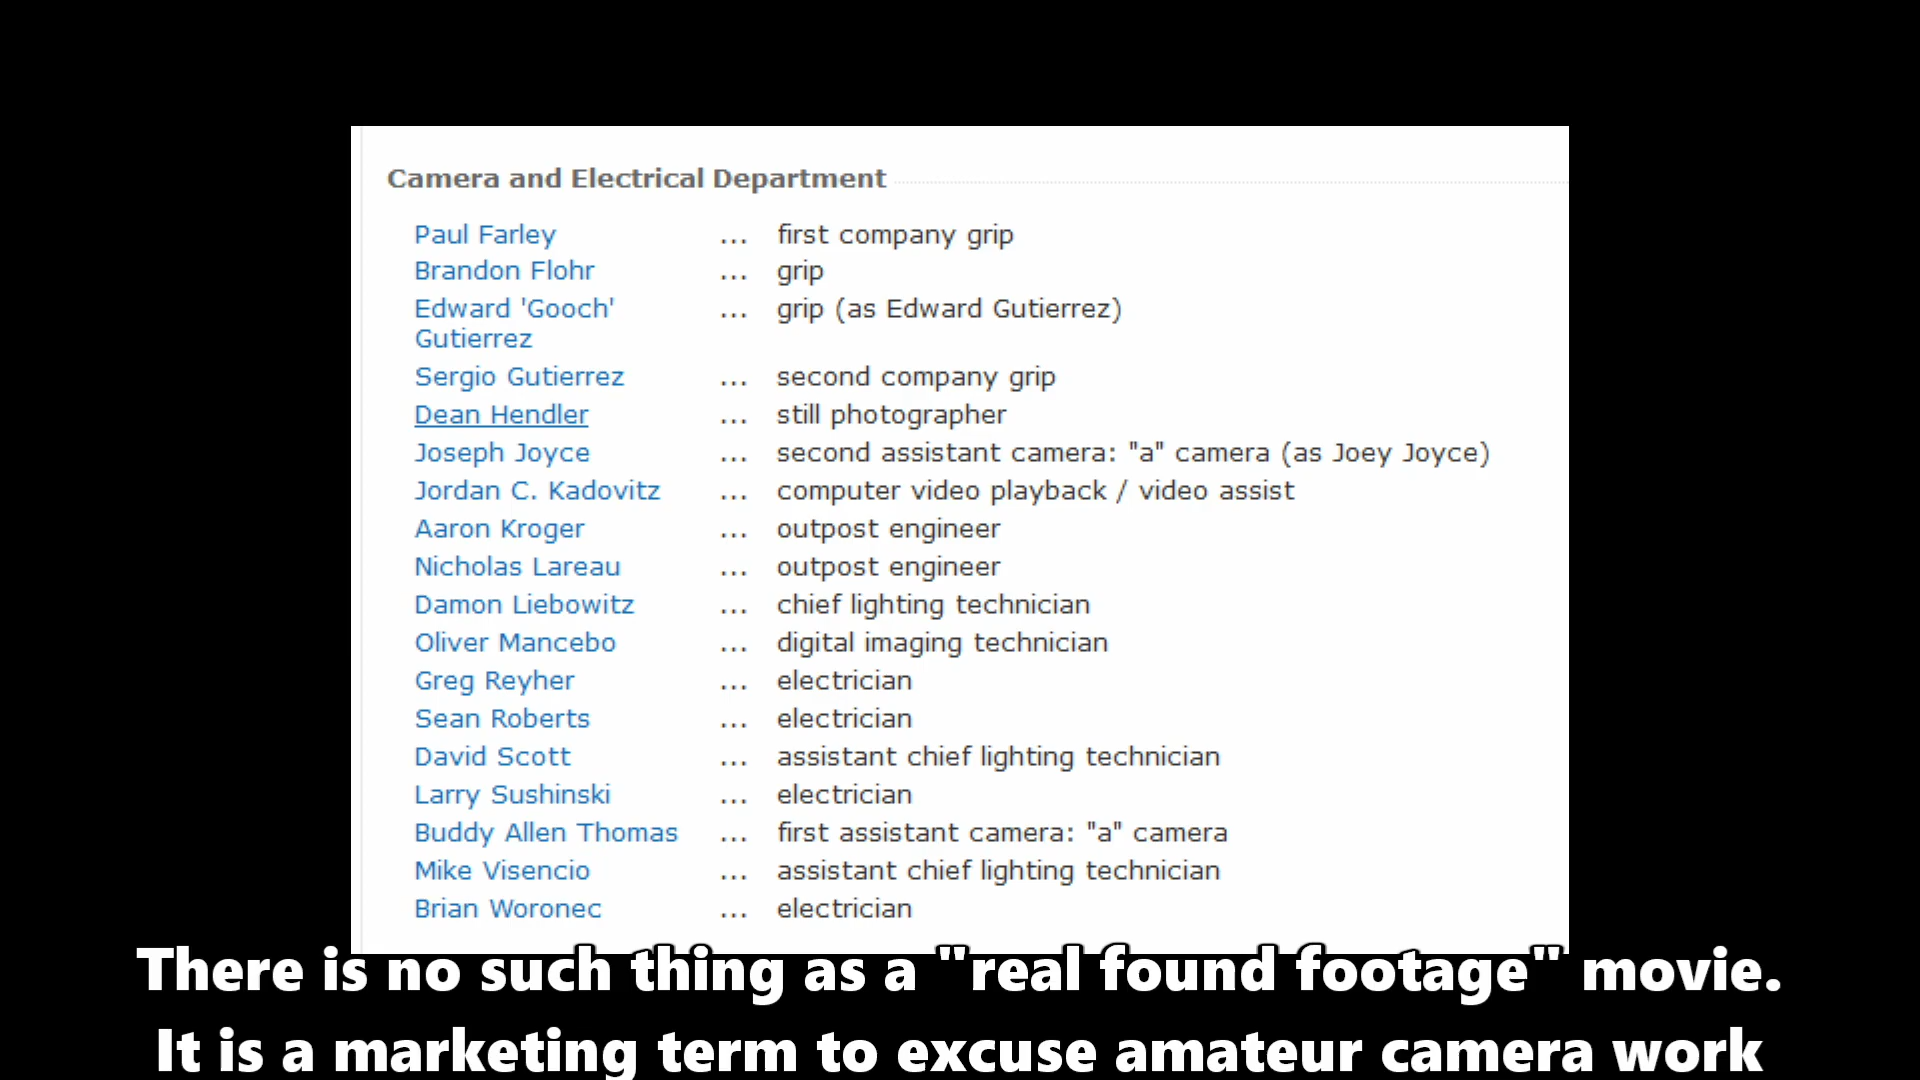 Camera and Electrical Department
Paul Farley ... first company grip
Brandon Flohr ... grip
Edward 'Gooch' ... grip (as Edward Gutierrez)
Gutierrez
Sergio Gutierrez ... second company grip
Dean Hendler ... still photographer
Joseph Joyce ... second assistant camera: "a" camera (as Joey Joyce)
Jordan C. Kadovitz ... computer video playback / video assist
Aaron Kroger ... outpost engineer
Nicholas Lareau ... outpost engineer
Damon Liebowitz ... chief lighting technician
Oliver Mancebo ... digital imaging technician
Greg Reyher ... electrician
Sean Roberts ... electrician
David Scott ... assistant chief lighting technician
Larry Sushinski ... electrician
Buddy Allen Thomas ... first assistant camera: "a" camera
Mike Visencio ... assistant chief lighting technician
Brian Woronec ... electrician
There is no such thing as a "real found footage" movie.
It is a marketing term to excuse amateur camera work